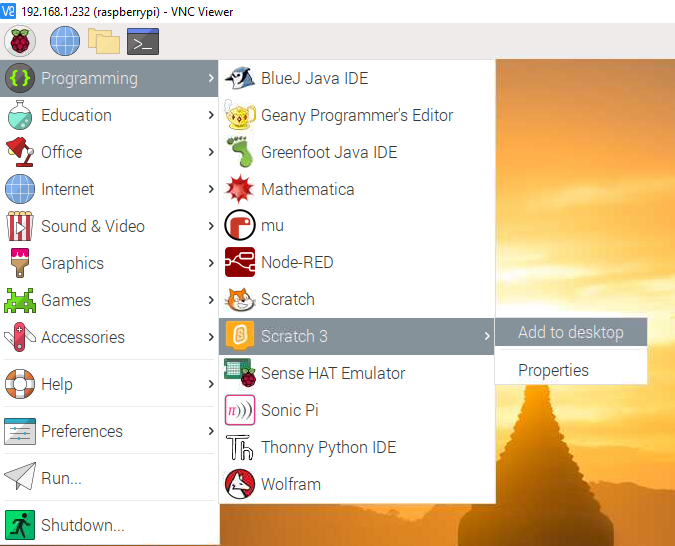 192.168.1.232 (raspberrypi) - VNC Viewer
Programming
Education
Office
Internet
Sound & Video
Graphics
Games
Accessories
Help
Preferences
Run...
Shutdown...
BlueJ Java IDE
Geany Programmer's Editor
Greenfoot Java IDE
Mathematica
mu
Node-RED
Scratch
Scratch 3
Sense HAT Emulator
Sonic Pi
Thonny Python IDE
Wolfram
Add to desktop
Properties